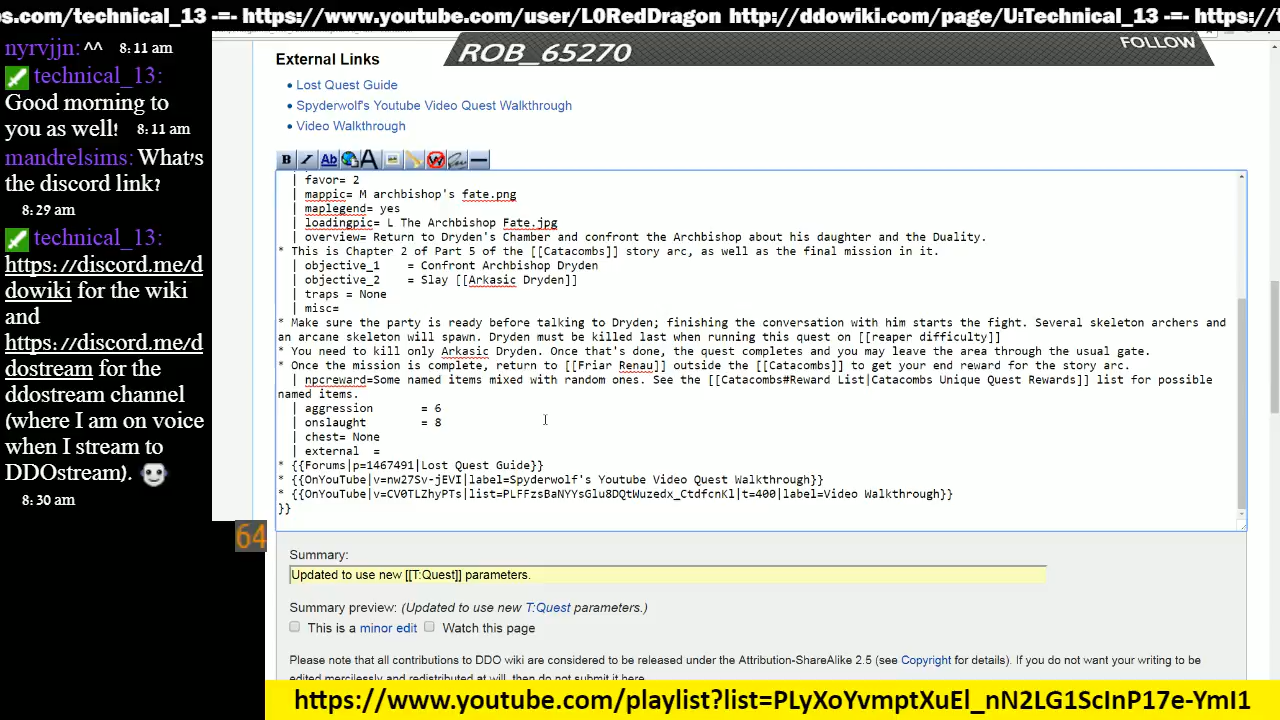 s.com/technical_13 -=- https://www.youtube.com/user/L0RedDragon http://ddowiki.com/page/U:Technical_13 -=- https://
nyrvjjn: ^^ 8:11 am
technical_13:
Good morning to
you as well! 8:11 am
mandrelsims: What's
the discord link?
8:29 am
technical_13:
https://discord.me/d
dowiki for the wiki
and
https://discord.me/d
dostream for the
ddostream channel
(where I am on voice
when I stream to
DDOstream).
8:30 am
64
ROB_65270
FOLLOW
External Links
Lost Quest Guide
Spyderwolf's Youtube Video Quest Walkthrough
Video Walkthrough
B I Ab A W
| favor= 2
| mappic= M archbishop's fate.png
| maplegend= yes
| loadingpic= L The Archbishop Fate.jpg
| overview= Return to Dryden's Chamber and confront the Archbishop about his daughter and the Duality.
* This is Chapter 2 of Part 5 of the [[Catacombs]] story arc, as well as the final mission in it.
| objective_1 = Confront Archbishop Dryden
| objective_2 = Slay [[Arkasic Dryden]]
| traps = None
| misc=
* Make sure the party is ready before talking to Dryden; finishing the conversation with him starts the fight. Several skeleton archers and
an arcane skeleton will spawn. Dryden must be killed last when running this quest on [[reaper difficulty]]
* You need to kill only Arkasic Dryden. Once that's done, the quest completes and you may leave the area through the usual gate.
* Once the mission is complete, return to [[Friar Renau]] outside the [[Catacombs]] to get your end reward for the story arc.
| npcreward=Some named items mixed with random ones. See the [[Catacombs#Reward List|Catacombs Unique Quest Rewards]] list for possible
named items.
| aggression = 6
| onslaught = 8
| chest= None
| external =
* {{Forums|p=1467491|Lost Quest Guide}}
* {{OnYouTube|v=nw27Sv-jEVI|label=Spyderwolf's Youtube Video Quest Walkthrough}}
* {{OnYouTube|v=CV0TLZhyPTs|list=PLFFzsBaNYYsGlu8DQtWuzedx_CtdfcnKl|t=400|label=Video Walkthrough}}
}}
Summary:
Updated to use new [[T:Quest]] parameters.
Summary preview: (Updated to use new T:Quest parameters.)
This is a minor edit Watch this page
Please note that all contributions to DDO wiki are considered to be released under the Attribution-ShareAlike 2.5 (see Copyright for details). If you do not want your writing to be
edited mercilessly and redistributed at will, then do not submit it here.
https://www.youtube.com/playlist?list=PLyXoYvmptXuEl_nN2LG1ScInP17e-YmI1